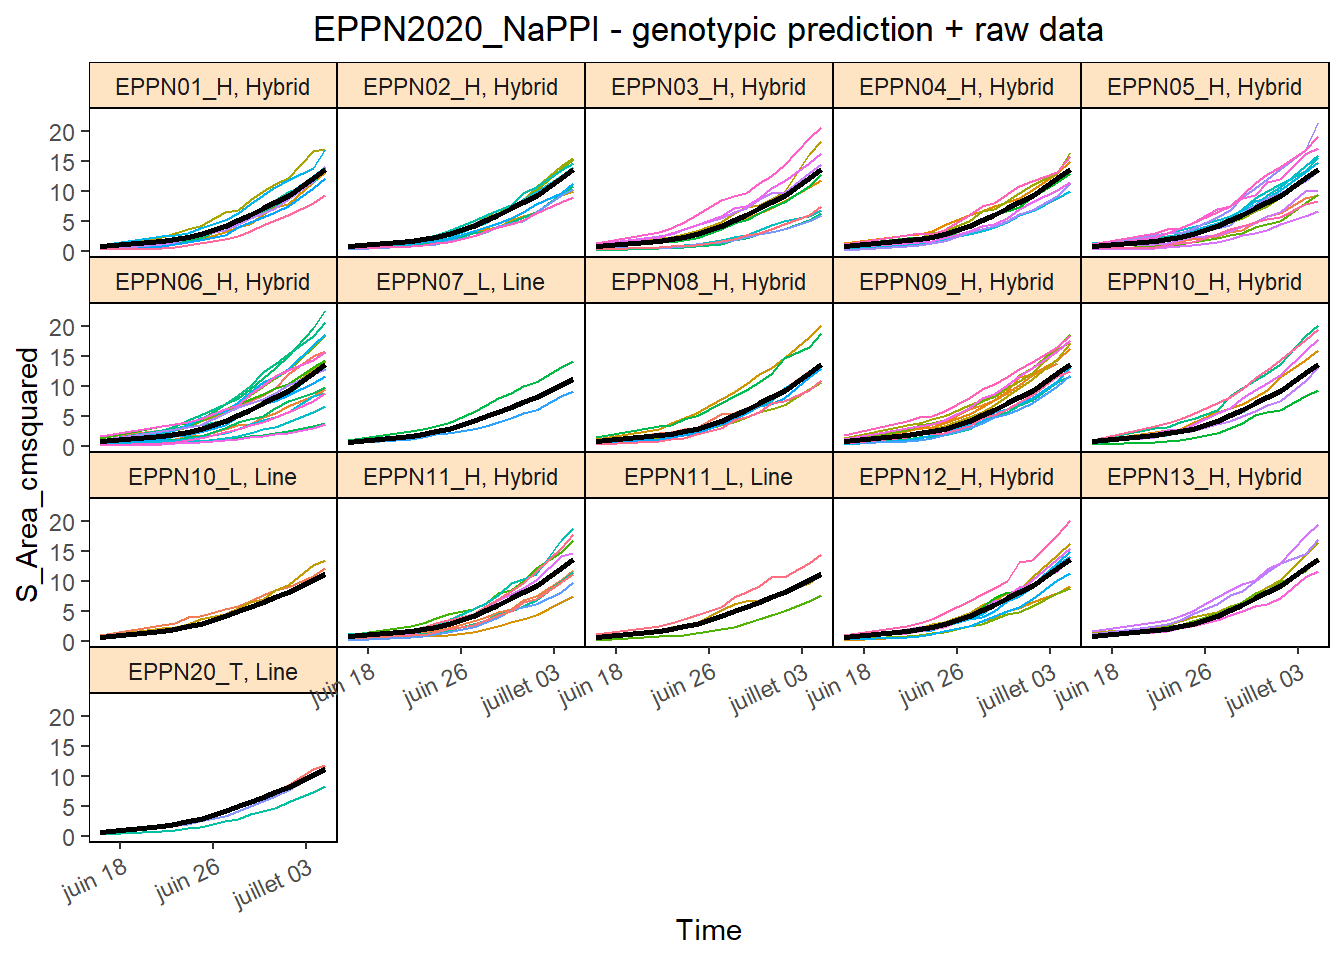 EPPN2020_NaPPI - genotypic prediction + raw data
EPPN01_H, Hybrid
EPPN02_H, Hybrid
EPPN03_H, Hybrid
EPPN04_H, Hybrid
EPPN05_H, Hybrid
20
15
10
5
0
EPPN06_H, Hybrid
EPPN07_L, Line
EPPN08_H, Hybrid
EPPN09_H, Hybrid
EPPN10_H, Hybrid
20
15
10
5
0
S_Area_cmsquared
EPPN10_L, Line
EPPN11_H, Hybrid
EPPN11_L, Line
EPPN12_H, Hybrid
EPPN13_H, Hybrid
20
15
10
5
0
EPPN20_T, Line
juin 18
juin 26
juillet 03
juin 18
juin 26
juillet 03
juin 18
juin 26
juillet 03
juin 18
juin 26
juillet 03
20
15
10
5
0
juin 18
juin 26
juillet 03
Time